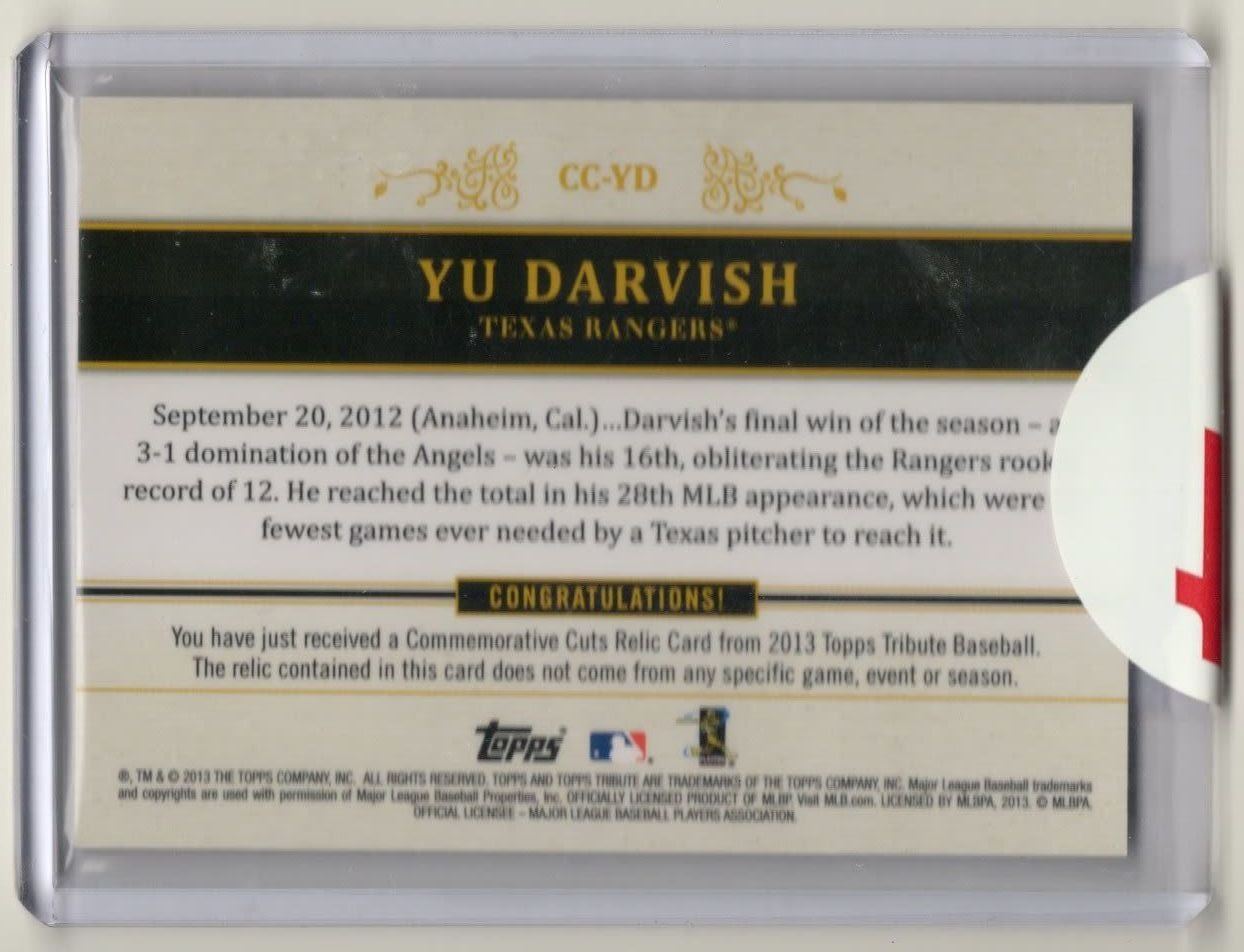 CC-YD
YU DARVISH
TEXAS RANGERS®
September 20, 2012 (Anaheim, Cal.)...Darvish's final win of the season – a
3-1 domination of the Angels – was his 16th, obliterating the Rangers rook
record of 12. He reached the total in his 28th MLB appearance, which were
fewest games ever needed by a Texas pitcher to reach it.
CONGRATULATIONS!
You have just received a Commemorative Cuts Relic Card from 2013 Topps Tribute Baseball.
The relic contained in this card does not come from any specific game, event or season.
Topps
®, TM & © 2013 THE TOPPS COMPANY, INC. ALL RIGHTS RESERVED. TOPPS AND TOPPS TRIBUTE ARE TRADEMARKS OF THE TOPPS COMPANY, INC. Major League Baseball trademarks
and copyrights are used with permission of Major League Baseball Properties, Inc. OFFICIALLY LICENSED PRODUCT OF MLBP. Visit MLB.com. LICENSED BY MLBPA, 2013. © MLBPA.
OFFICIAL LICENSEE – MAJOR LEAGUE BASEBALL PLAYERS ASSOCIATION.